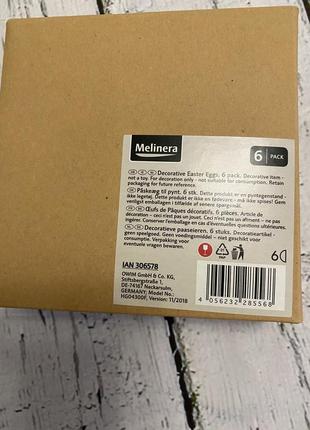 Melinera
6 PACK
Decorative Easter Eggs, 6 pack. Decorative item -
not a toy. For decoration only - not suitable for consumption. Retain
packaging for future reference.
Påskeæg til pynt, 6 stk. Dette produkt er en pyntegenstand -
ikke legetøj. Dette produkt er kun til dekoration - må ikke spises! Gem
venligst emballagen i tilfælde af senere spørgsmål.
Œufs de Pâques décoratifs, 6 pièces. Article de
décoration - n'est pas un jouet. Ceci n'est pas un aliment - ne pas ingérer.
Conserver l'emballage en cas d'éventuelles questions ultérieures.
Decoratieve paaseieren, 6 stuks. Decoratieartikel -
geen speelgoed. Geen voedingsmiddel - niet geschikt voor
consumptie. Verpakking voor
eventuele vragen bewaren.
PAP
6
IAN 306578
OWIM GmbH & Co. KG,
Stiftsbergstraße 1,
DE-74167 Neckarsulm,
GERMANY; Model No.:
HG04300F, Version: 11/2018
4 056232 285568